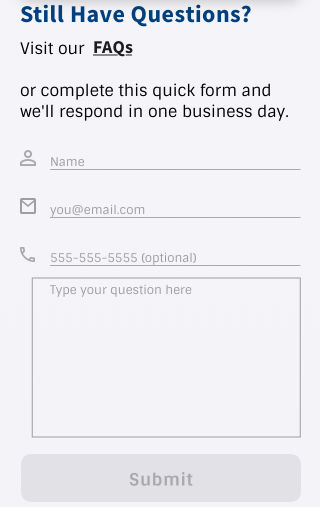 Still Have Questions?
Visit our FAQs
or complete this quick form and
we'll respond in one business day.
Name
you@email.com
555-555-5555 (optional)
Type your question here
Submit